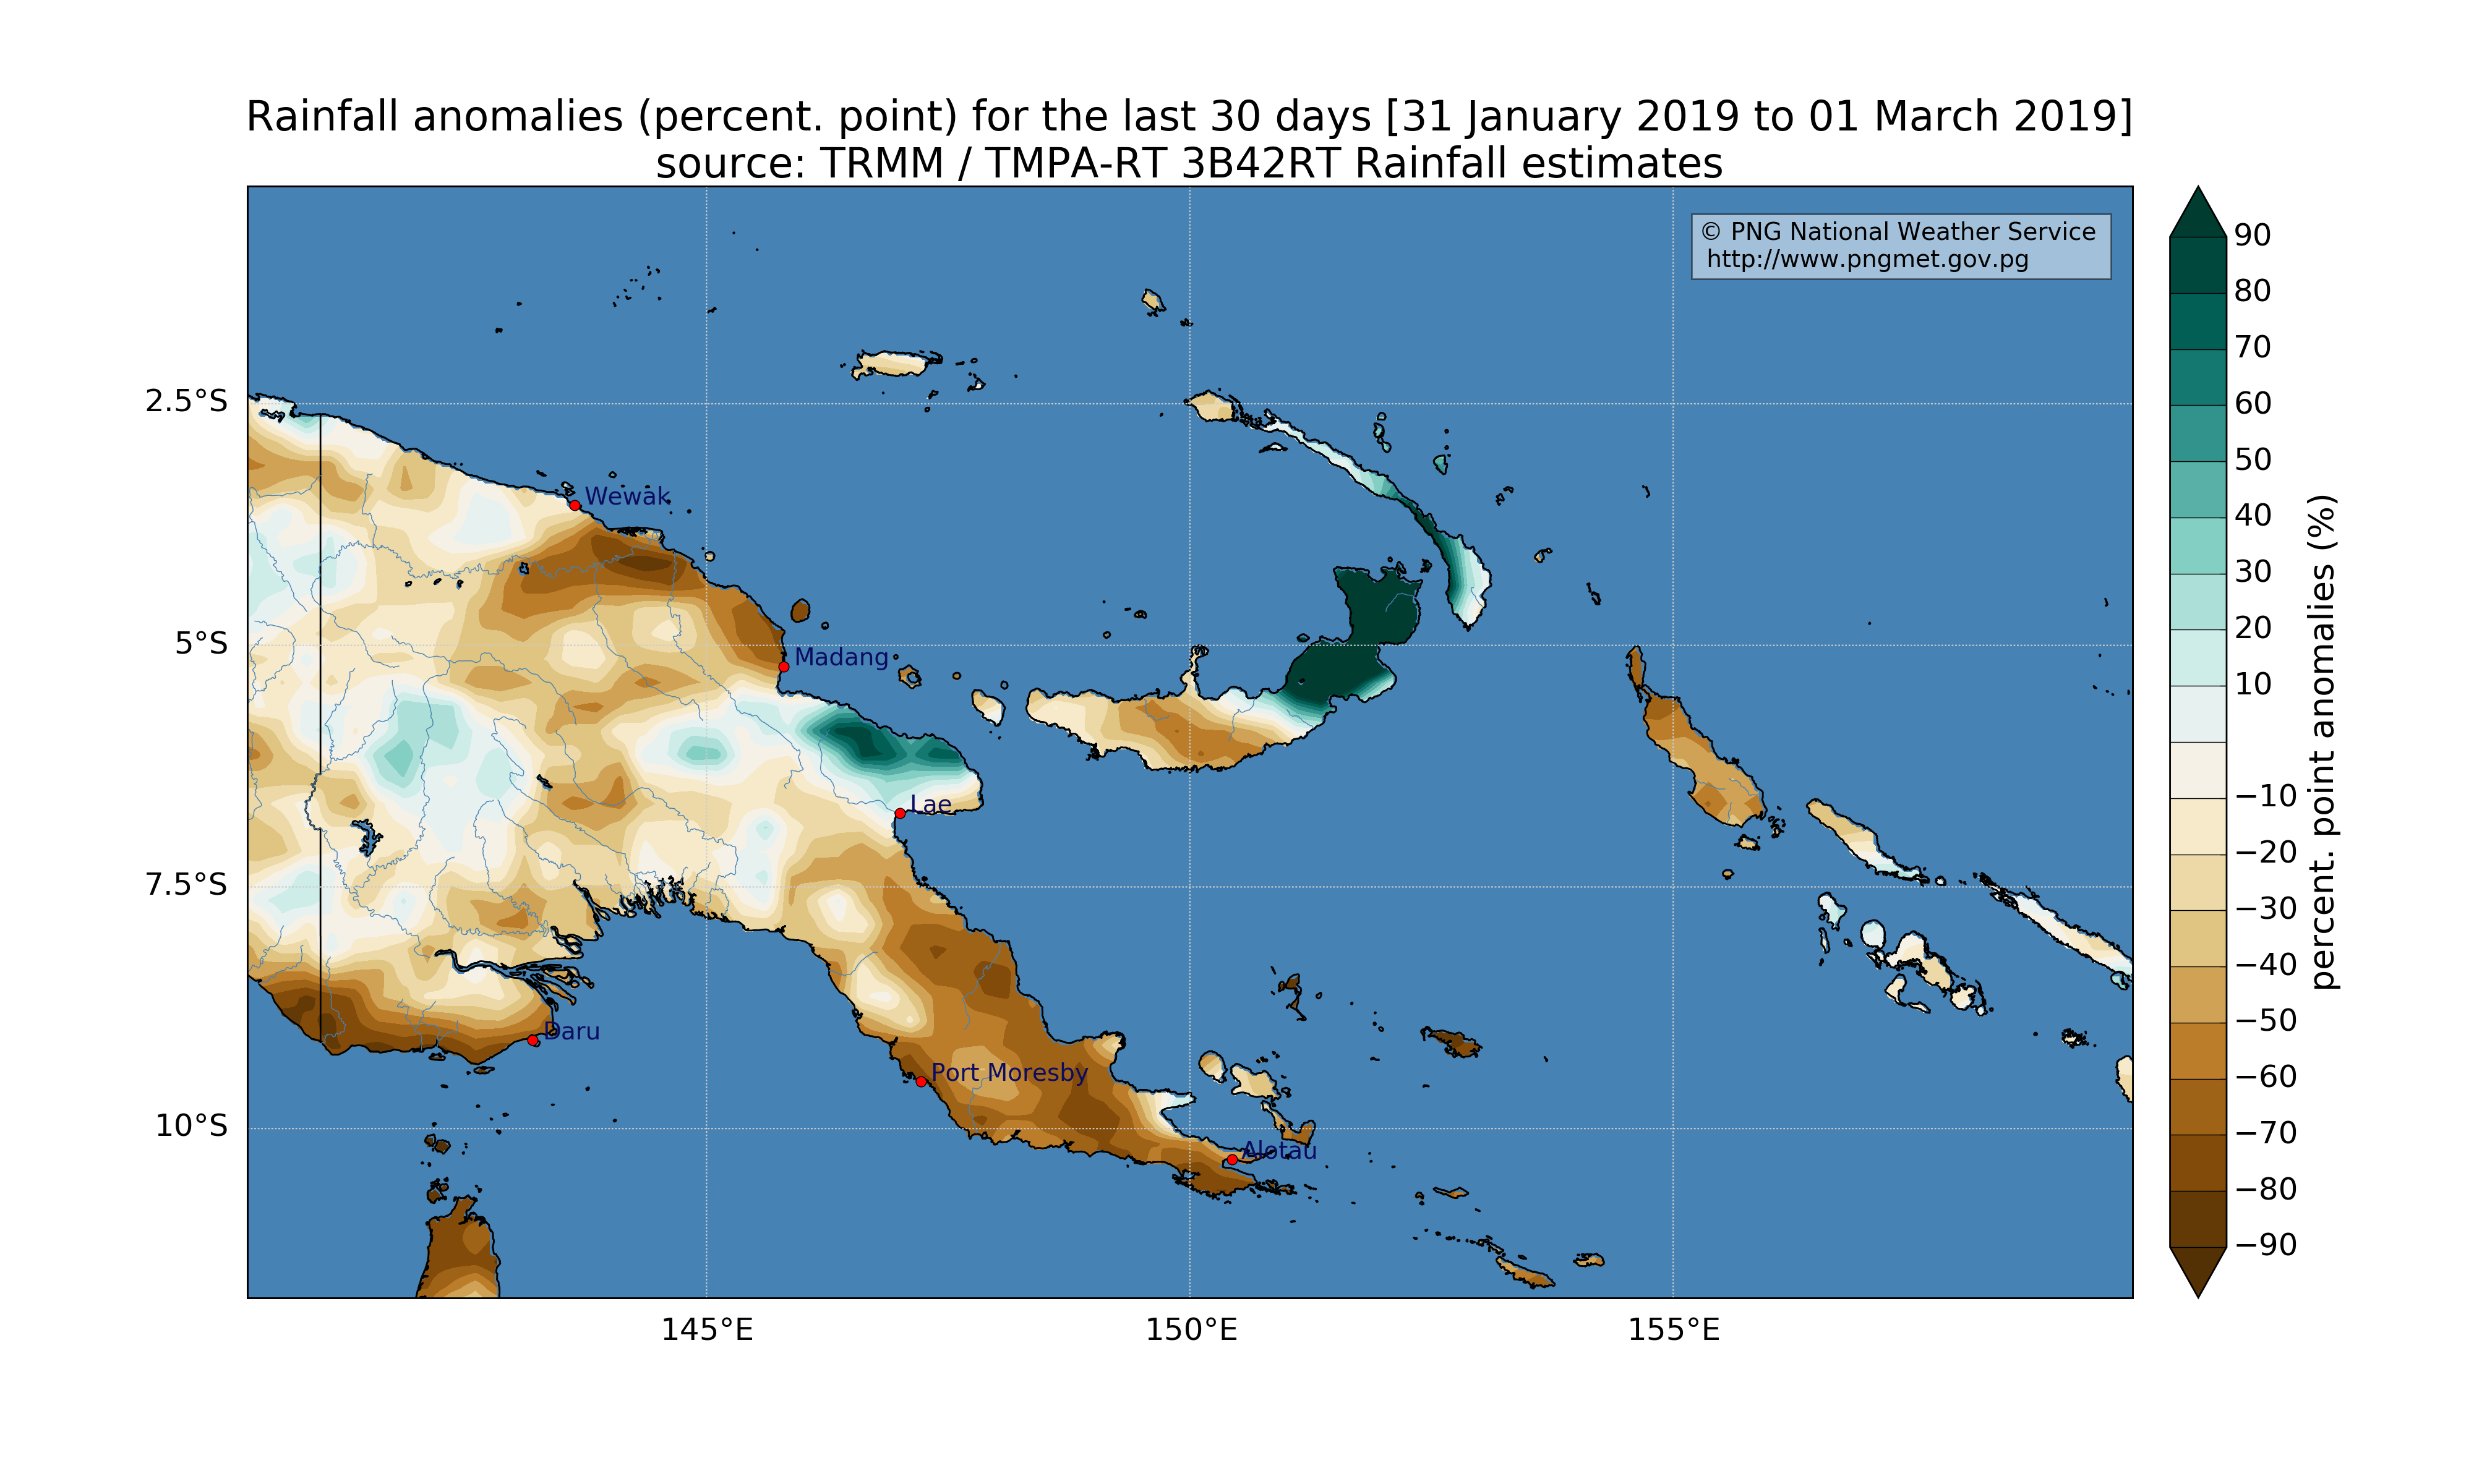 Rainfall anomalies (percent. point) for the last 30 days [31 January 2019 to 01 March 2019]
source: TRMM / TMPA-RT 3B42RT Rainfall estimates
© PNG National Weather Service
http://www.pngmet.gov.pg
2.5°S
5°S
7.5°S
10°S
145°E
150°E
155°E
Wewak
Madang
Lae
Daru
Port Moresby
Alotau
90
80
70
60
50
40
30
20
10
−10
−20
−30
−40
−50
−60
−70
−80
−90
percent. point anomalies (%)